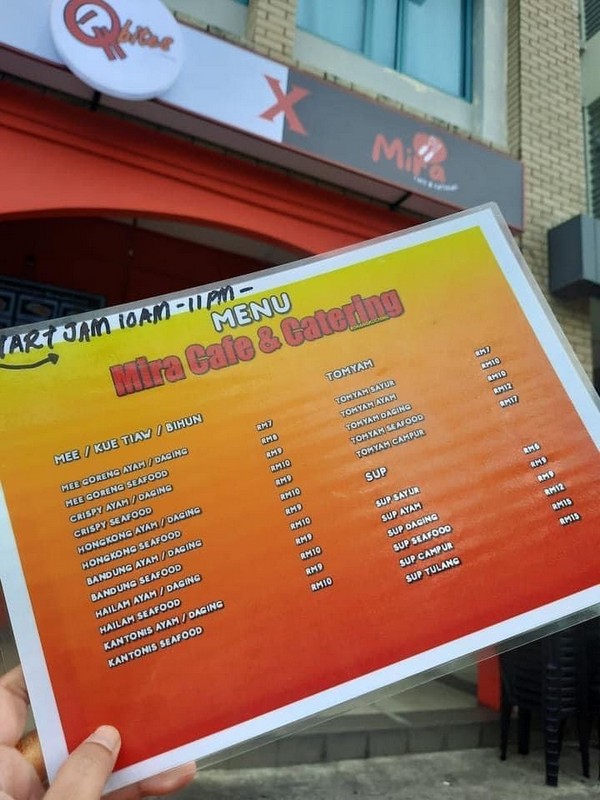 Qbites
X
Mira
TART JAM 10AM - 11PM -
MENU
Mira Cafe & Catering
MEE / KUE TIAW / BIHUN
MEE GORENG AYAM / DAGING RM7
MEE GORENG SEAFOOD RM8
CRISPY AYAM / DAGING RM9
CRISPY SEAFOOD RM10
HONGKONG AYAM / DAGING RM9
HONGKONG SEAFOOD RM10
BANDUNG AYAM / DAGING RM9
BANDUNG SEAFOOD RM10
HAILAM AYAM / DAGING RM9
HAILAM SEAFOOD RM10
KANTONIS AYAM / DAGING RM9
KANTONIS SEAFOOD RM10
TOMYAM
TOMYAM SAYUR RM7
TOMYAM AYAM RM10
TOMYAM DAGING RM10
TOMYAM SEAFOOD RM12
TOMYAM CAMPUR RM17
SUP
SUP SAYUR RM6
SUP AYAM RM9
SUP DAGING RM9
SUP SEAFOOD RM12
SUP CAMPUR RM15
SUP TULANG RM15